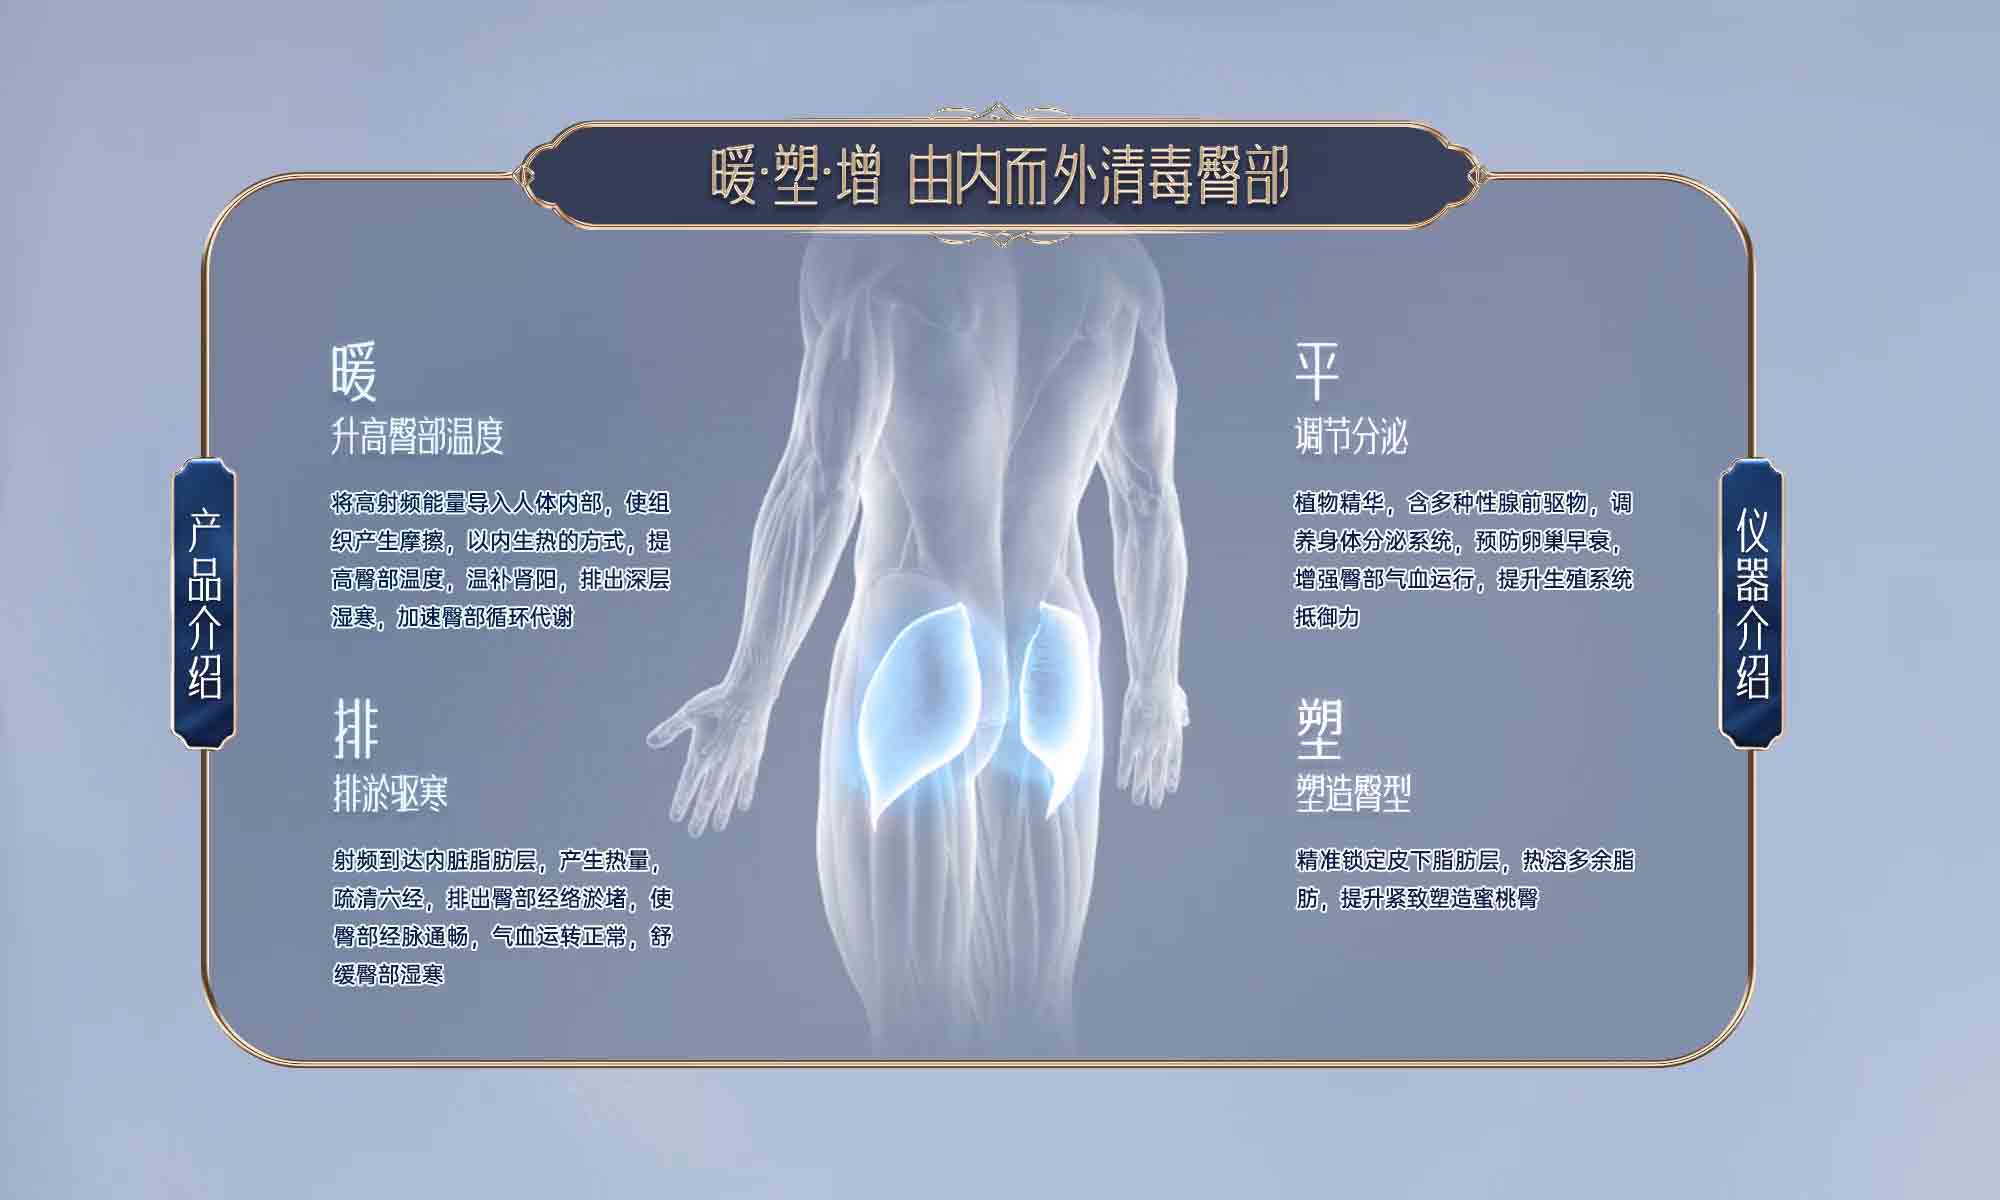 暖·塑·增 由内而外清毒臀部
暖
升高臀部温度
将高射频能量导入人体内部，使组
织产生摩擦，以内生热的方式，提
高臀部温度，温补肾阳，排出深层
湿寒，加速臀部循环代谢
排
排淤驱寒
射频到达内脏脂肪层，产生热量，
疏清六经，排出臀部经络淤堵，使
臀部经脉通畅，气血运转正常，舒
缓臀部湿寒
平
调节分泌
植物精华，含多种性腺前驱物，调
养身体分泌系统，预防卵巢早衰，
增强臀部气血运行，提升生殖系统
抵御力
塑
塑造臀型
精准锁定皮下脂肪层，热溶多余脂
肪，提升紧致塑造蜜桃臀
产品介绍
仪器介绍